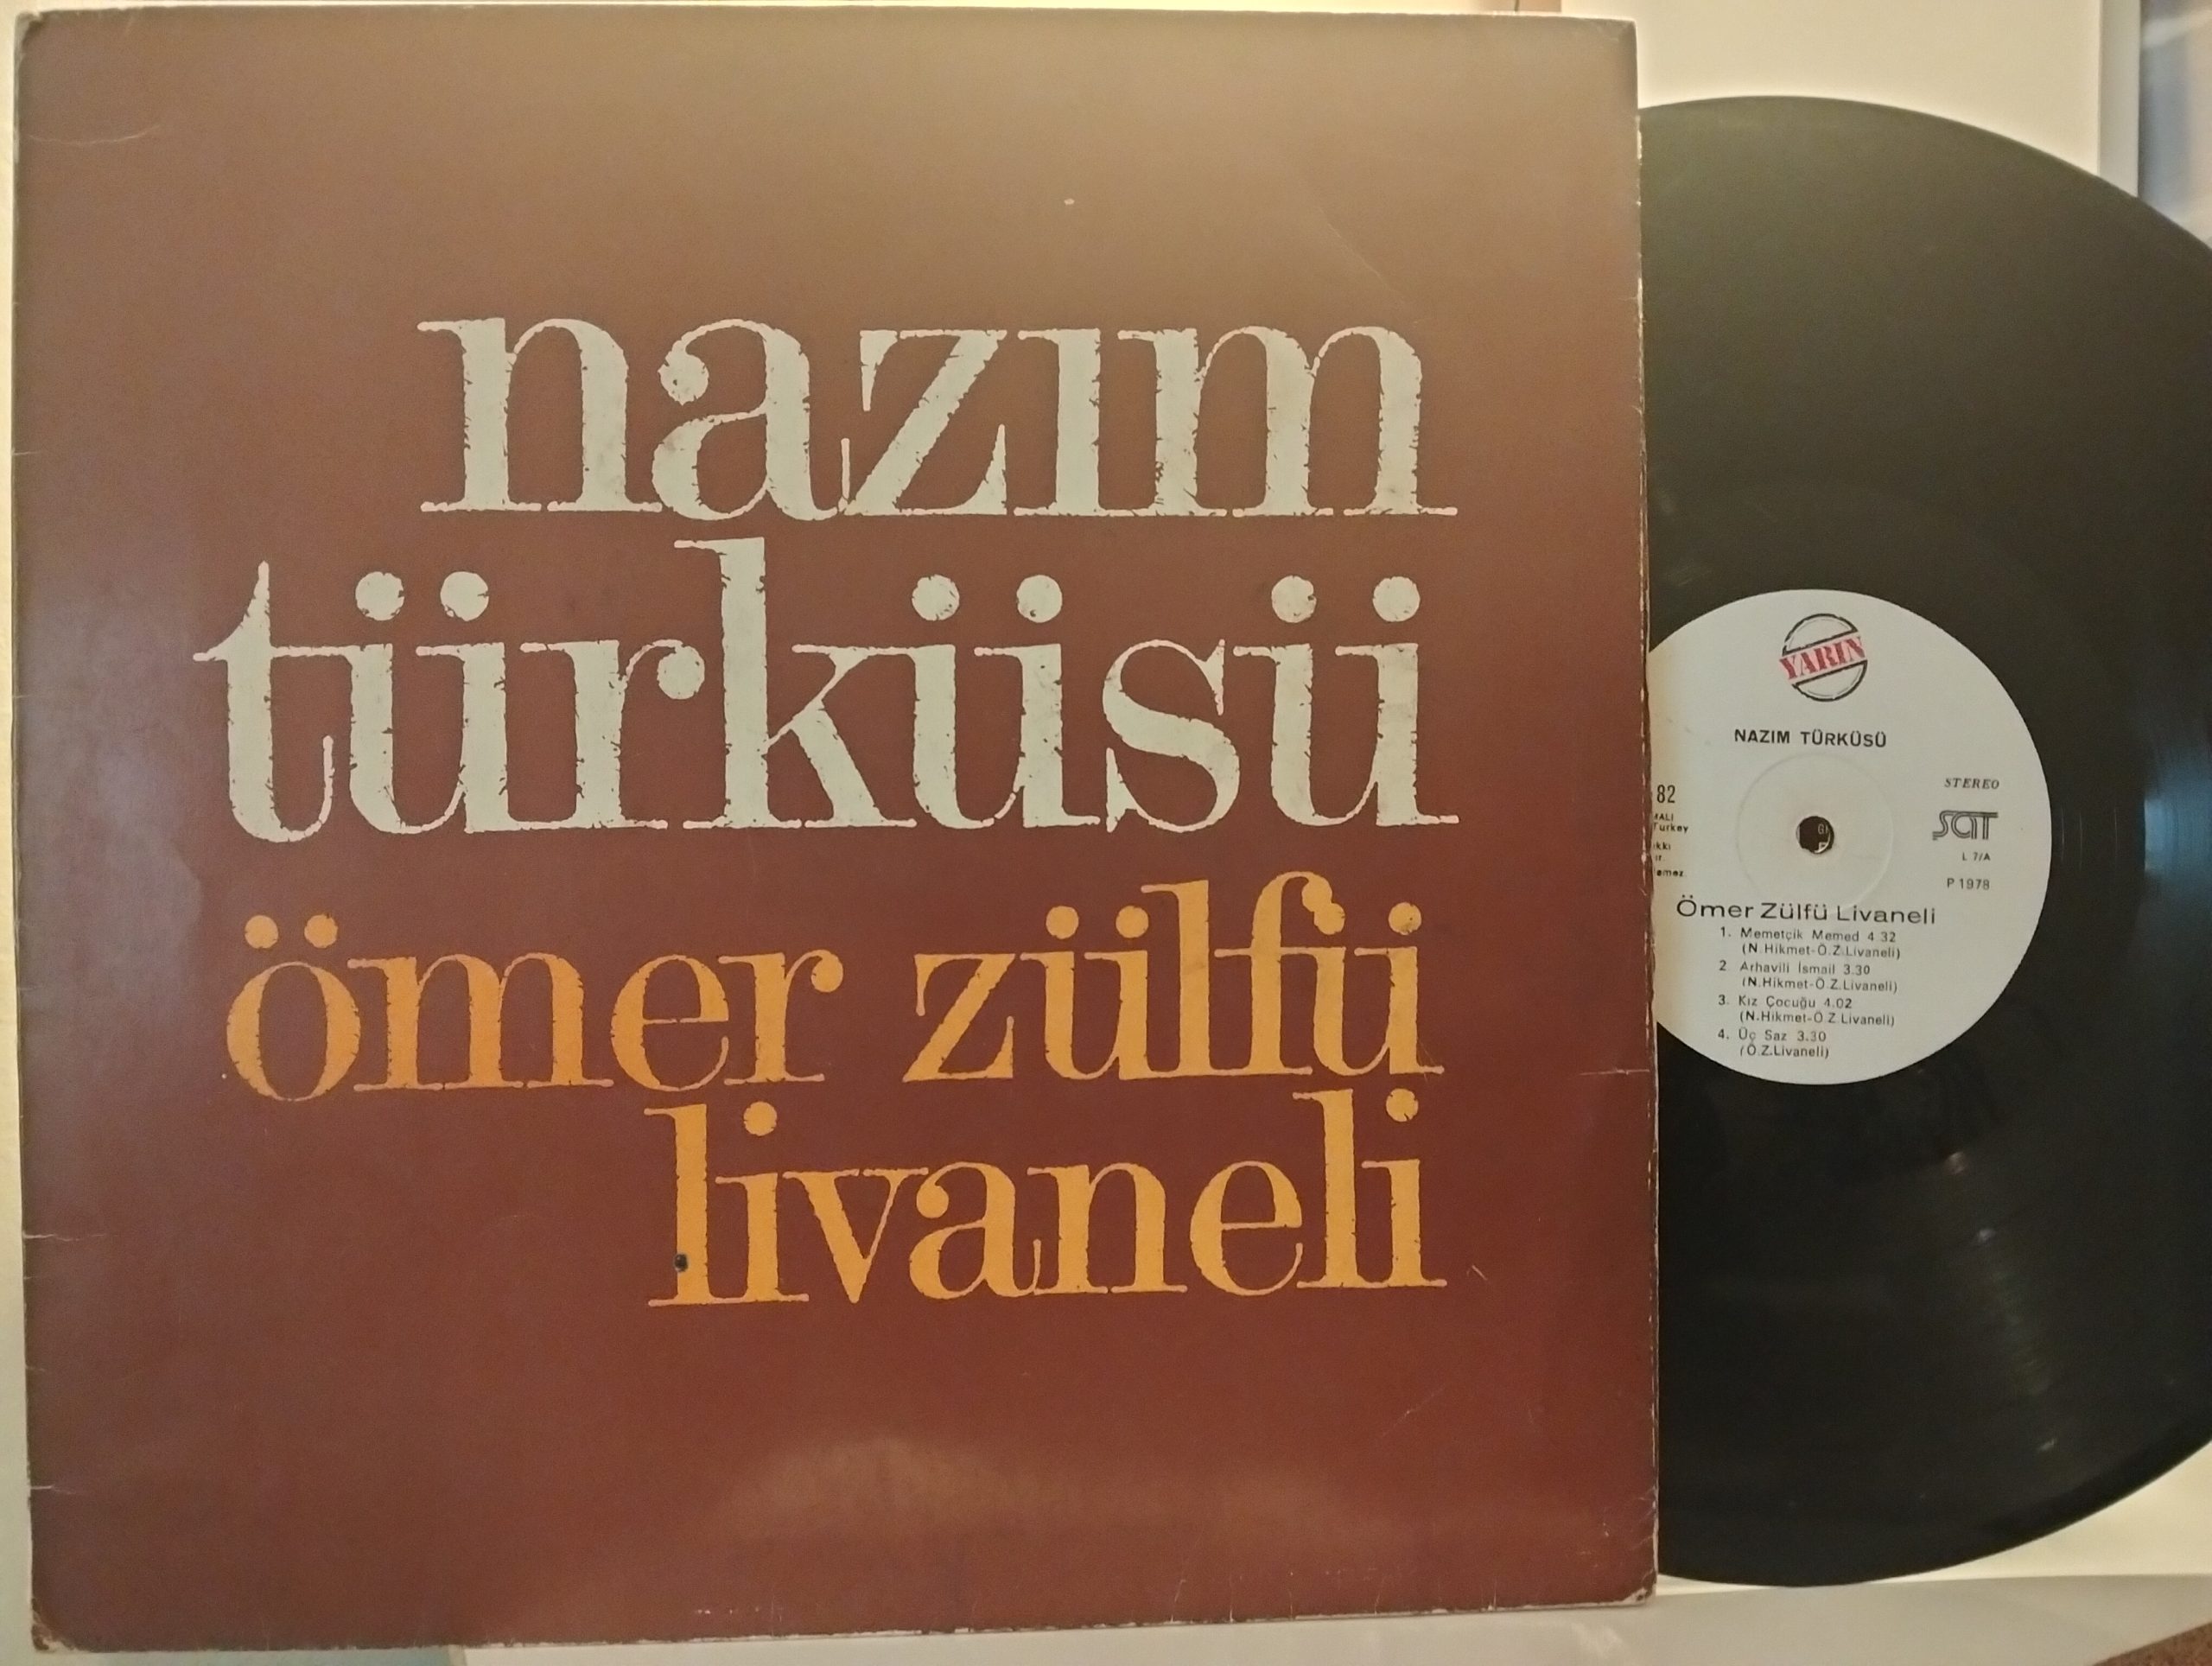 nazım
türküsü
ömer zülfü
livaneli
YARIN
NAZIM TÜRKÜSÜ
STEREO
82
Turkey
sat
L 7/A
P 1978
Ömer Zülfü Livaneli
1. Memetçik Memed 4 32
(N.Hikmet-Ö.Z.Livaneli)
2 Arhavili İsmail 3.30
(N.Hikmet-Ö.Z.Livaneli)
3. Kız Çocuğu 4.02
(N.Hikmet-Ö.Z Livaneli)
4. Üç Saz 3.30
(Ö.Z.Livaneli)